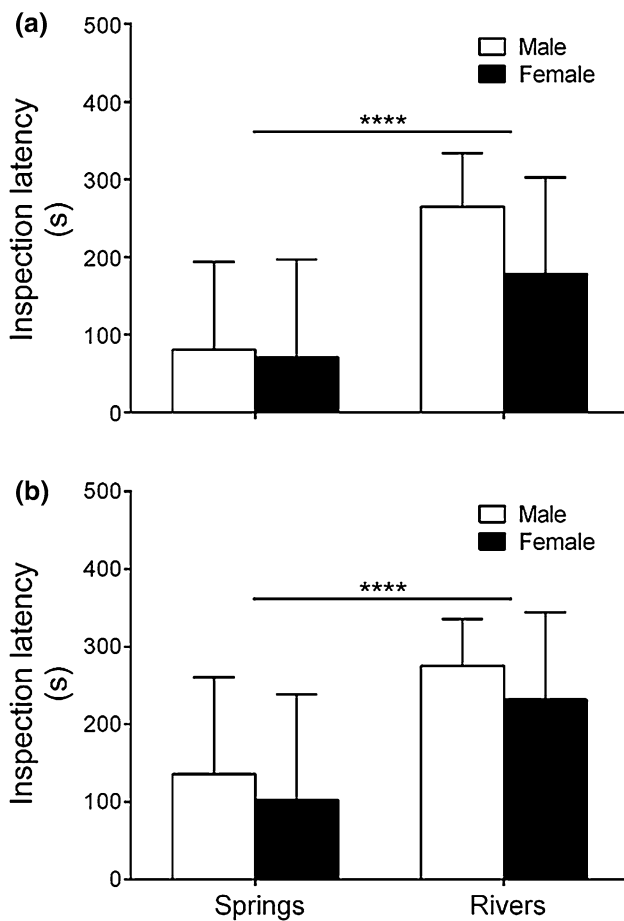 (a)
500
400
300
200
100
0
Inspection latency
(s)
Male
Female
****
(b)
500
400
300
200
100
0
Inspection latency
(s)
Male
Female
****
Springs Rivers